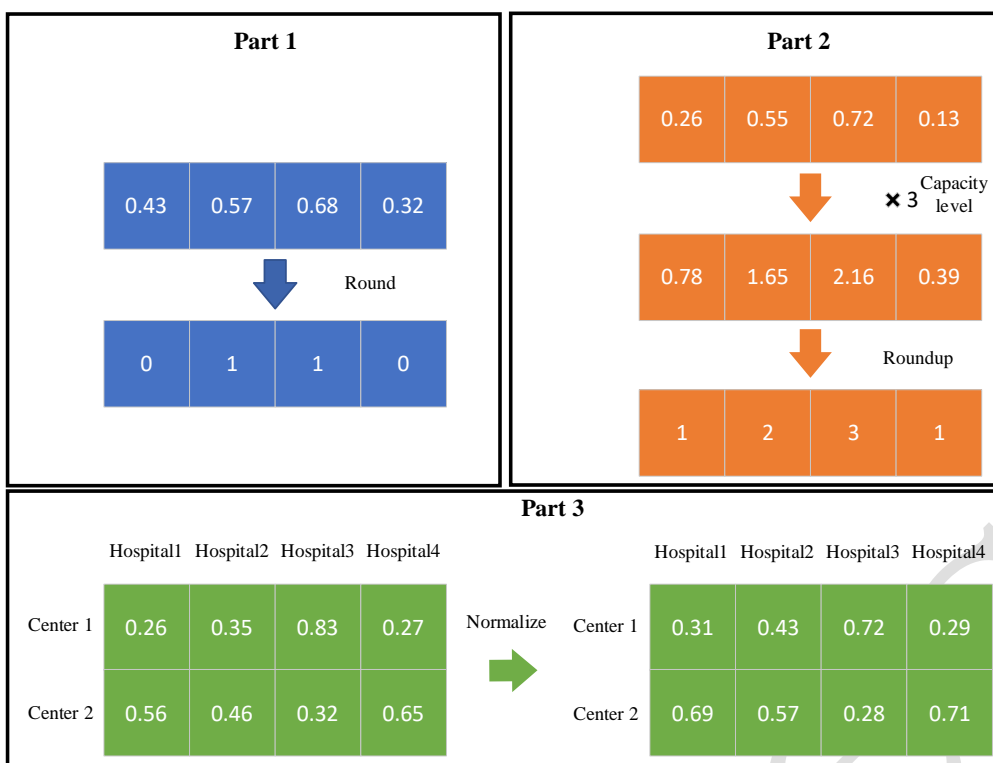 Part 1
0.43 0.57 0.68 0.32
Round
0 1 1 0
Part 2
0.26 0.55 0.72 0.13
× 3 Capacity
level
0.78 1.65 2.16 0.39
Roundup
1 2 3 1
Part 3
Hospital1 Hospital2 Hospital3 Hospital4
Center 1 0.26 0.35 0.83 0.27
Center 2 0.56 0.46 0.32 0.65
Normalize
Hospital1 Hospital2 Hospital3 Hospital4
Center 1 0.31 0.43 0.72 0.29
Center 2 0.69 0.57 0.28 0.71